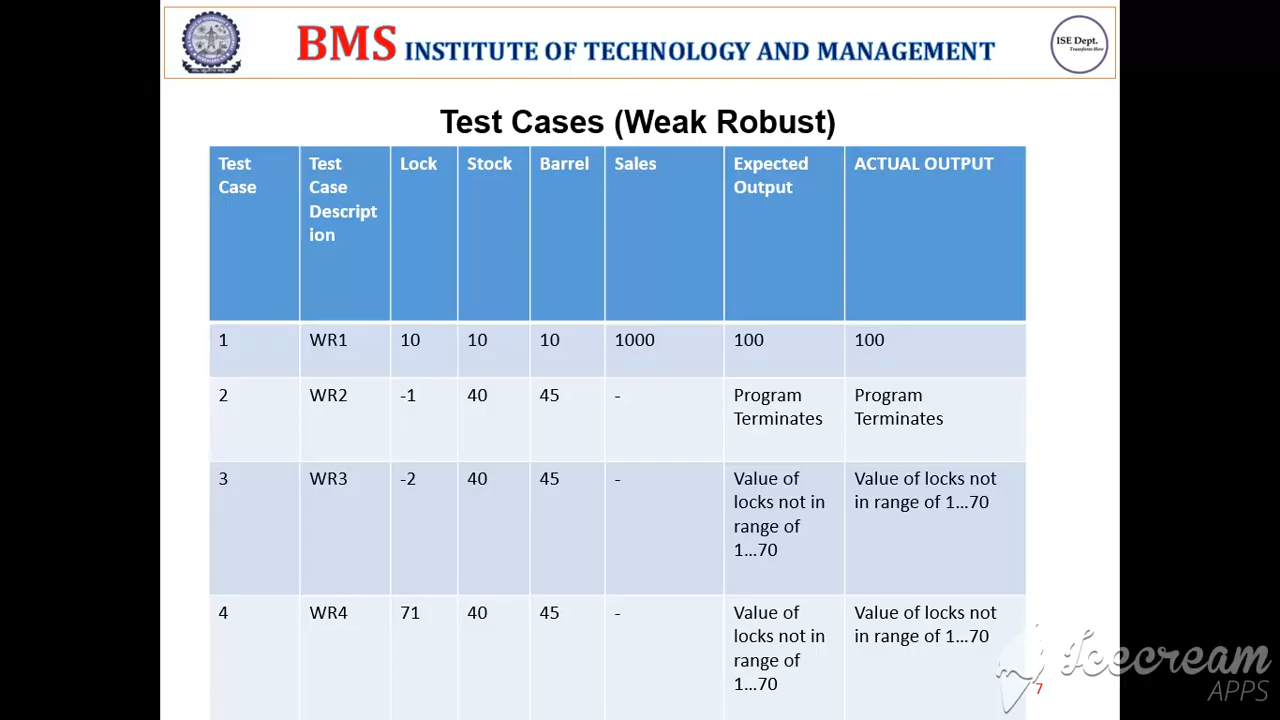 BMS INSTITUTE OF TECHNOLOGY AND MANAGEMENT
ISE Dept.
Transform Here
Test Cases (Weak Robust)
Test Case
Test Case Description
Lock
Stock
Barrel
Sales
Expected Output
ACTUAL OUTPUT
1 WR1 10 10 10 1000 100 100
2 WR2 -1 40 45 - Program Terminates Program Terminates
3 WR3 -2 40 45 - Value of locks not in range of 1...70 Value of locks not in range of 1...70
4 WR4 71 40 45 - Value of locks not in range of 1...70 Value of locks not in range of 1...70
Icecream
APPS
7